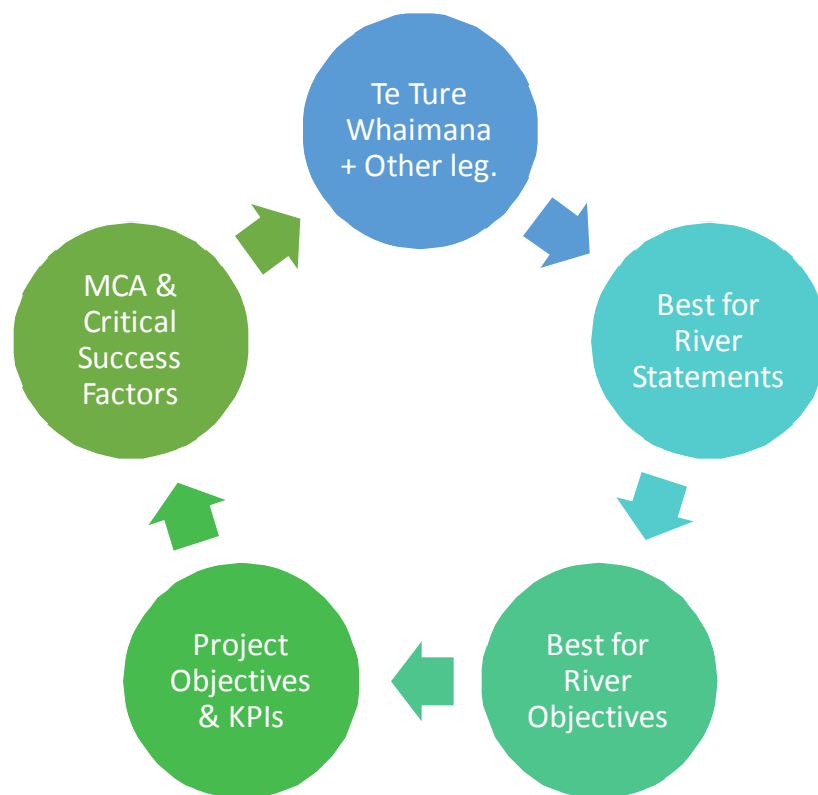 Te Ture
Whaimana
+ Other leg.
Best for
River
Statements
Best for
River
Objectives
Project
Objectives
& KPIs
MCA &
Critical
Success
Factors